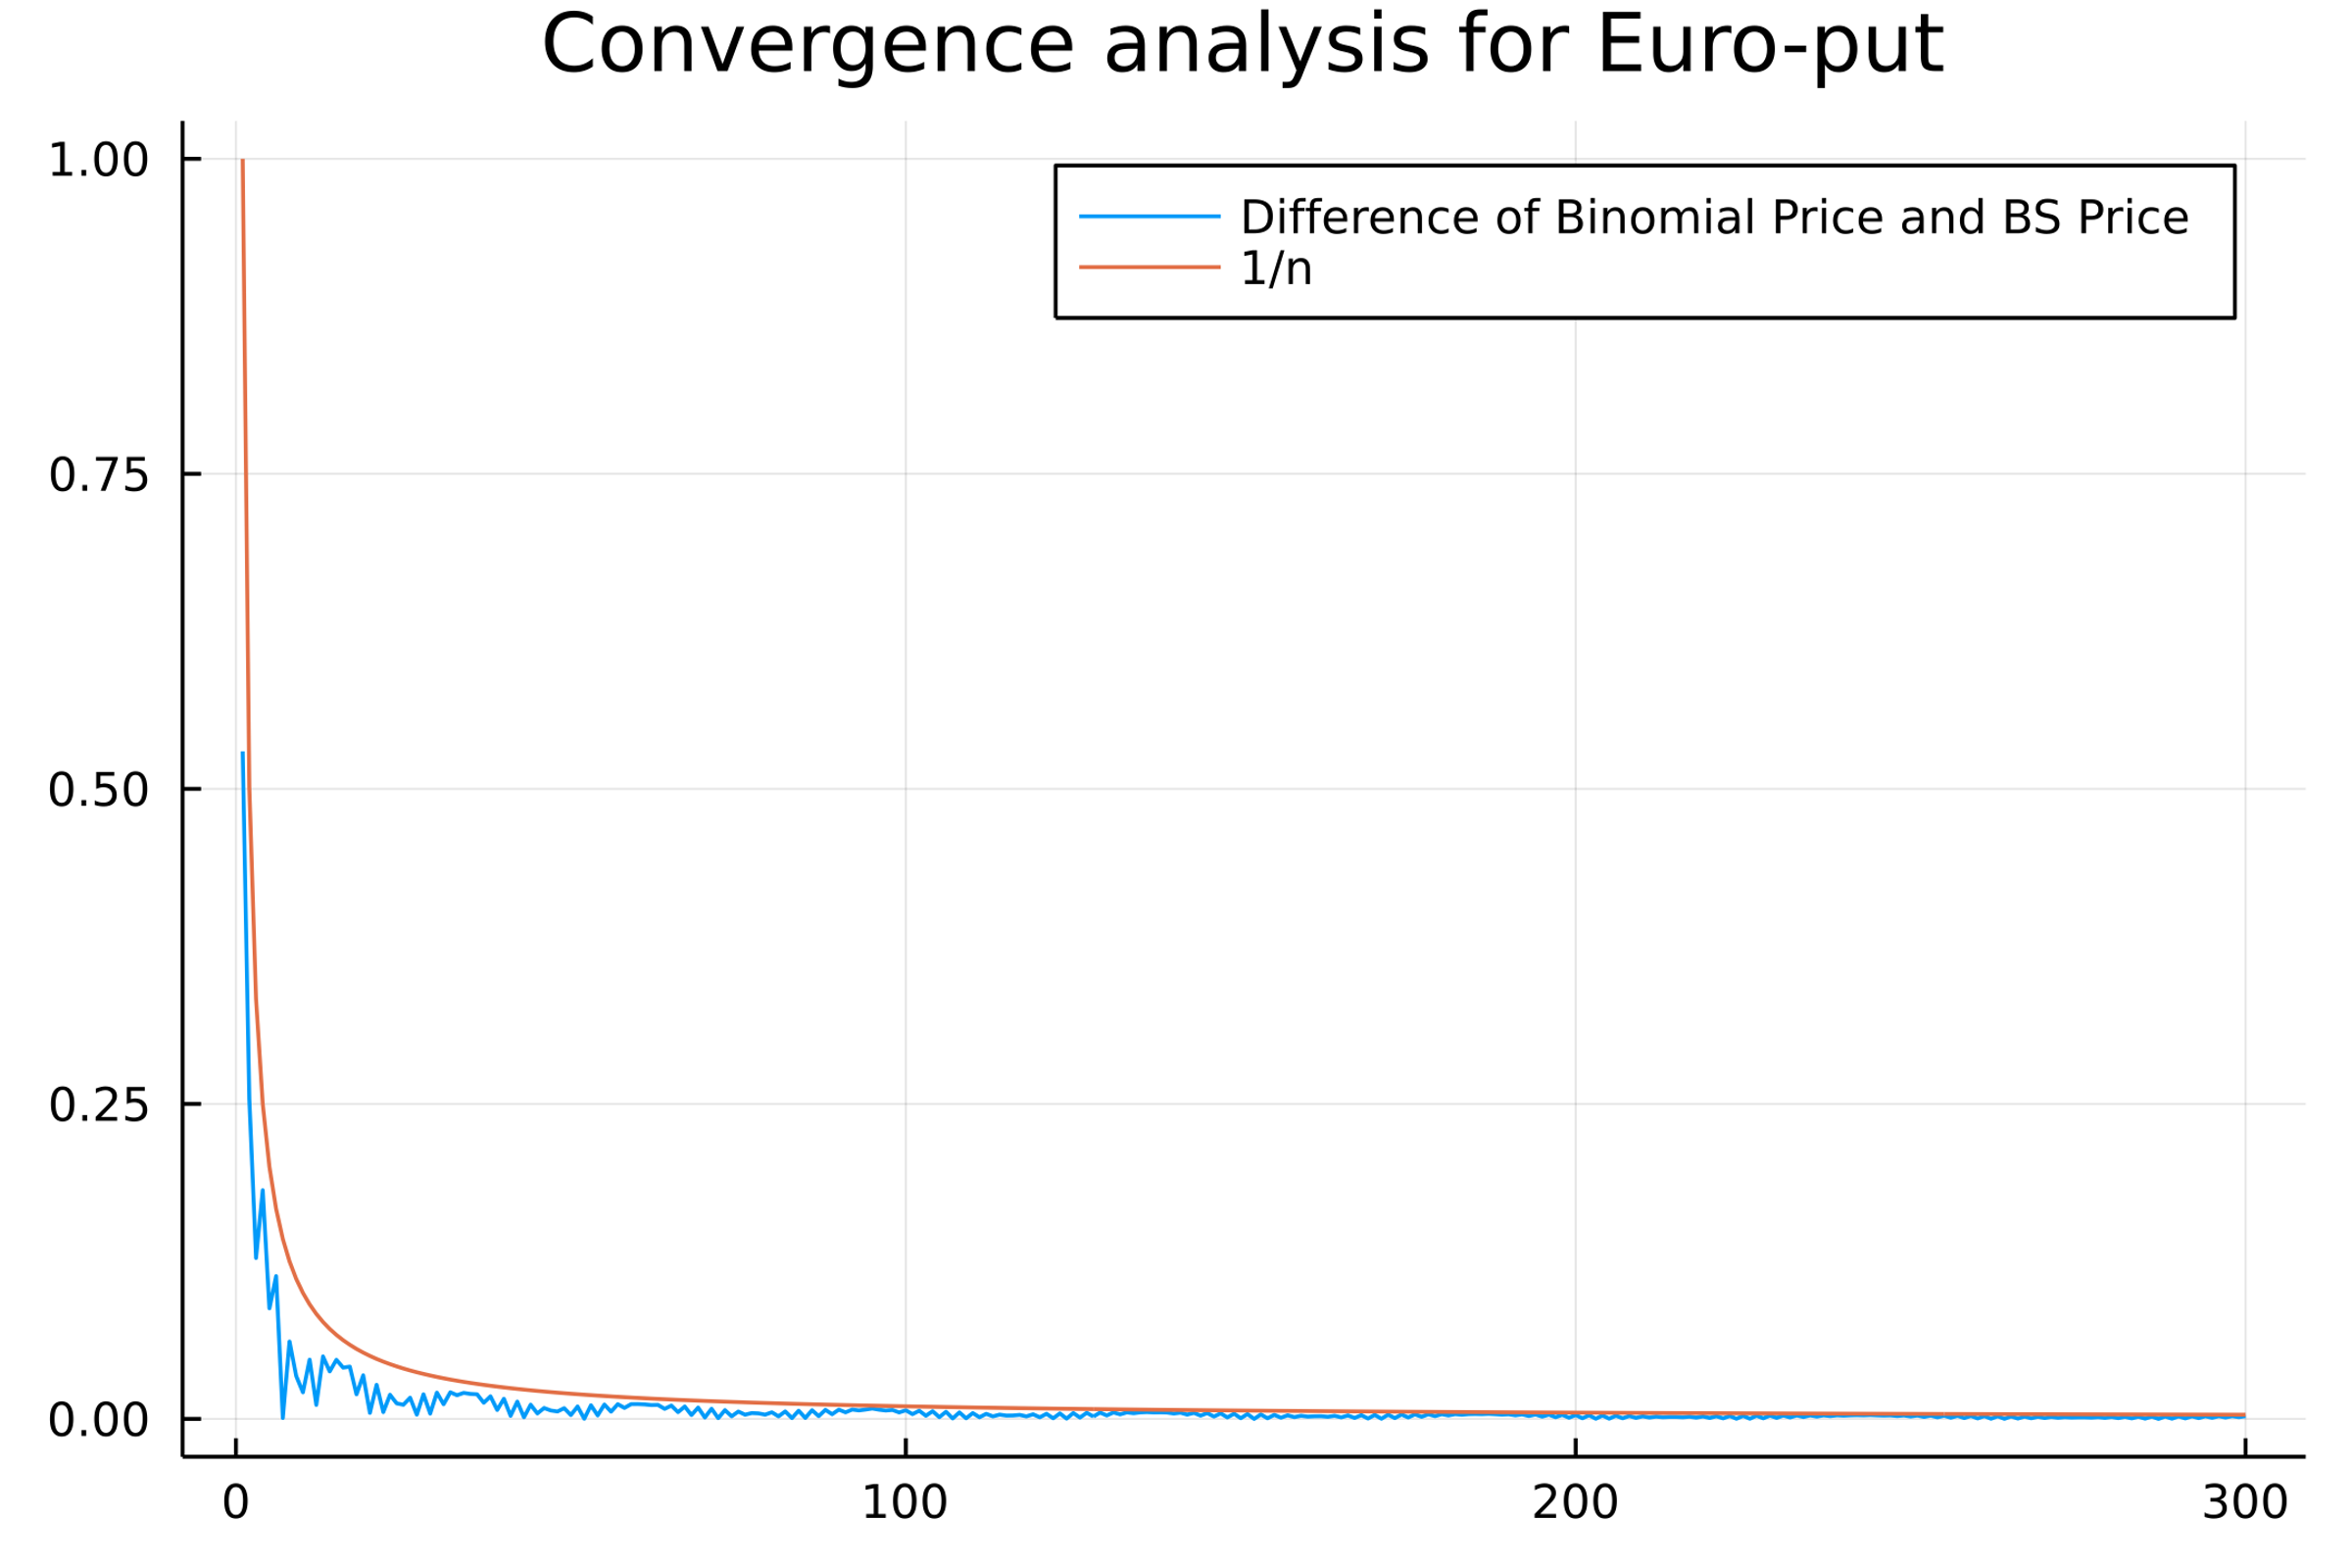 Convergence analysis for Euro-put
Difference of Binomial Price and BS Price
1/n
1.00
0.75
0.50
0.25
0.00
0 100 200 300